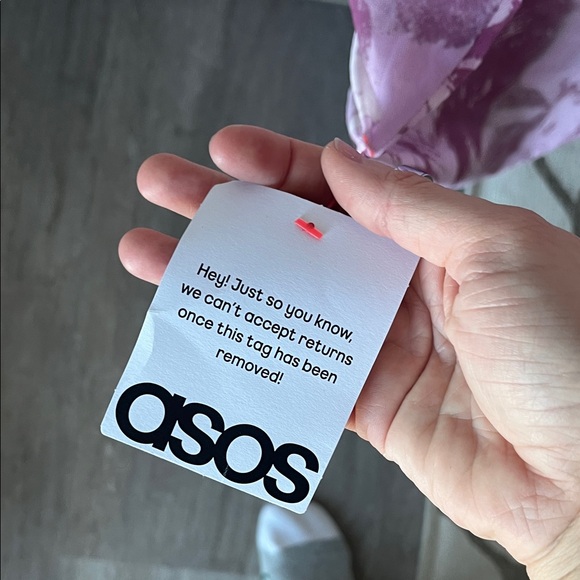 Hey! Just so you know,
we can't accept returns
once this tag has been
removed!
asos